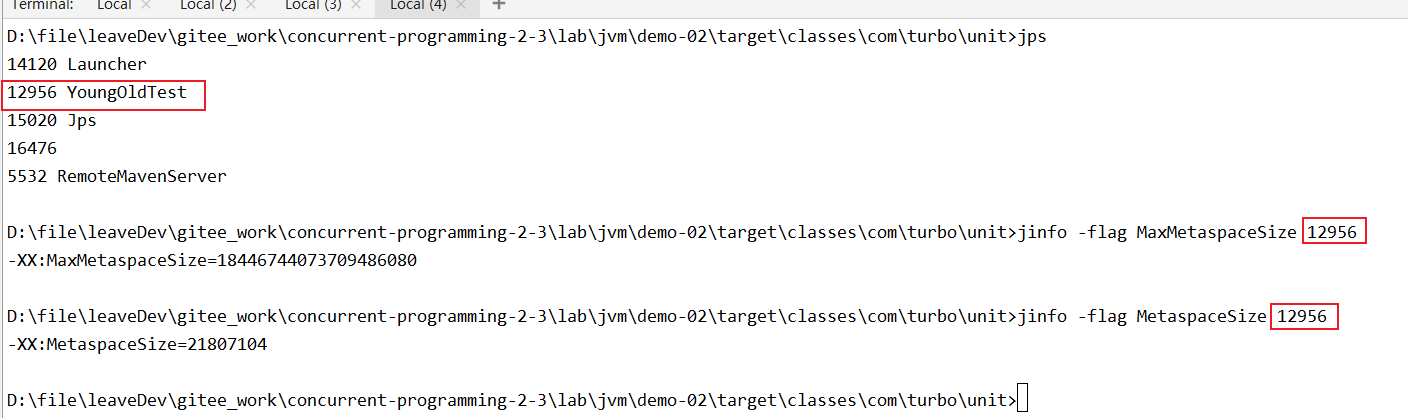 Terminal: Local × Local (2) × Local (3) × Local (4) × +
D:\file\leaveDev\gitee_work\concurrent-programming-2-3\lab\jvm\demo-02\target\classes\com\turbo\unit>jps
14120 Launcher
12956 YoungOldTest
15020 Jps
16476
5532 RemoteMavenServer
D:\file\leaveDev\gitee_work\concurrent-programming-2-3\lab\jvm\demo-02\target\classes\com\turbo\unit>jinfo -flag MaxMetaspaceSize 12956
-XX:MaxMetaspaceSize=18446744073709486080
D:\file\leaveDev\gitee_work\concurrent-programming-2-3\lab\jvm\demo-02\target\classes\com\turbo\unit>jinfo -flag MetaspaceSize 12956
-XX:MetaspaceSize=21807104
D:\file\leaveDev\gitee_work\concurrent-programming-2-3\lab\jvm\demo-02\target\classes\com\turbo\unit>